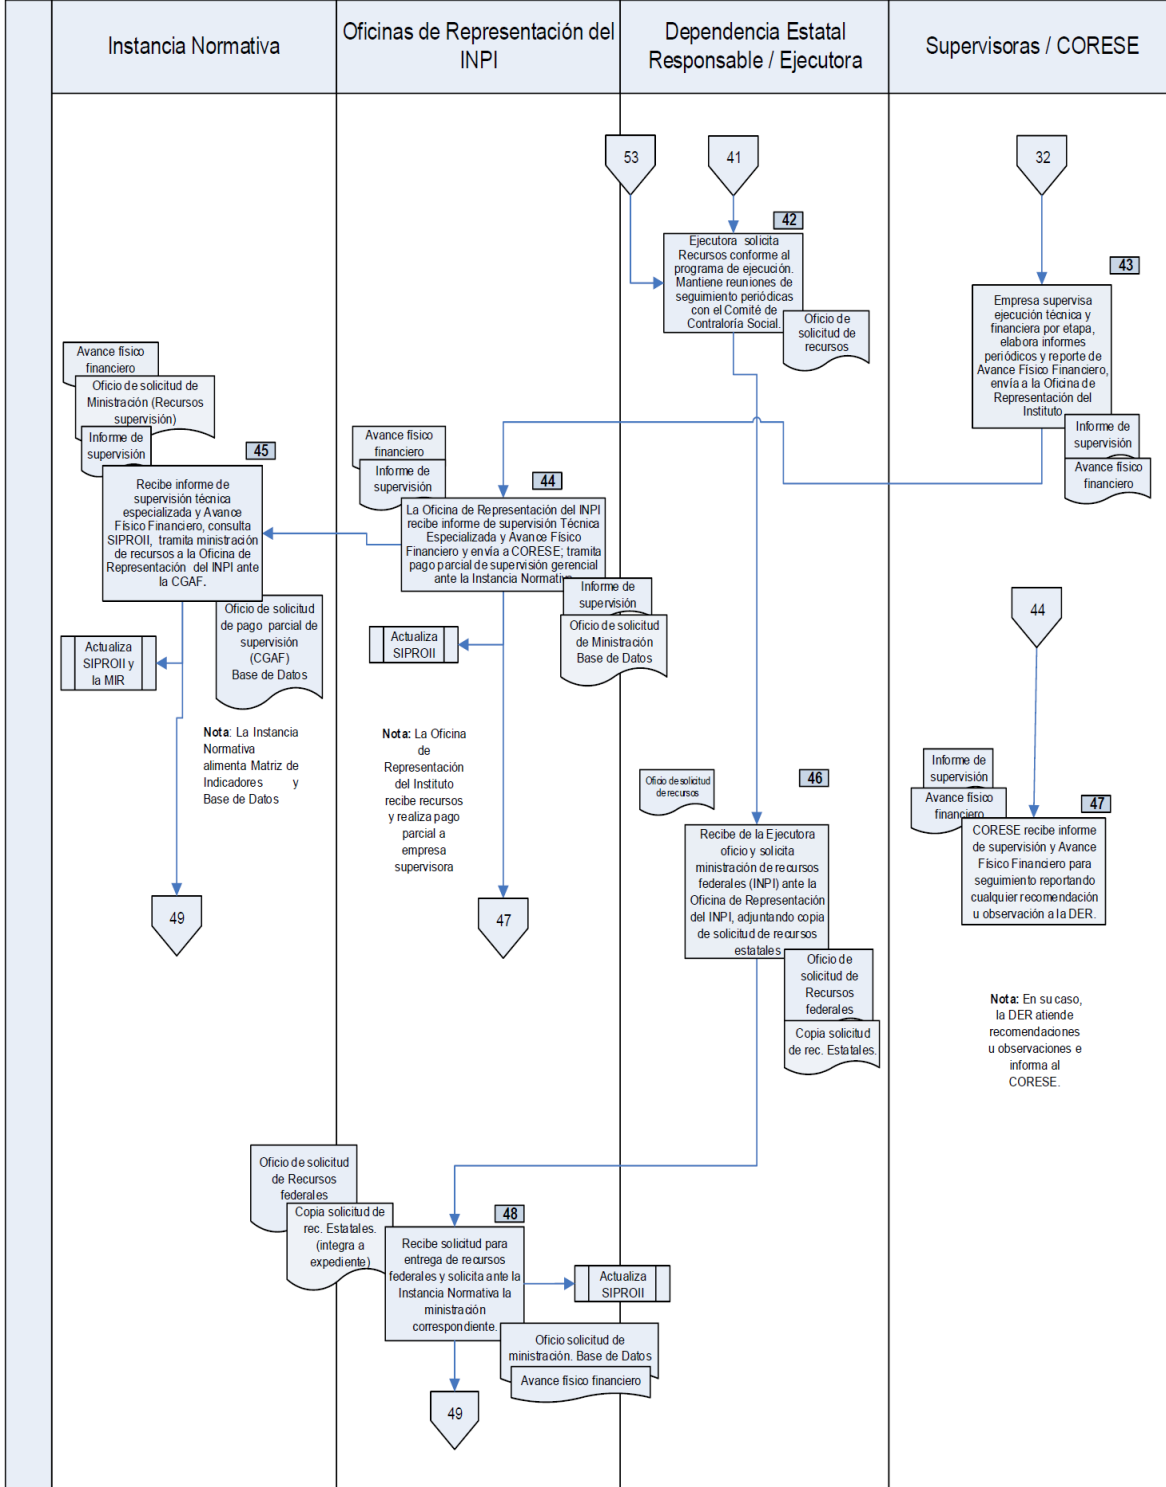 Instancia Normativa
Oficinas de Representación del
INPI
Dependencia Estatal
Responsable / Ejecutora
Supervisoras / CORESE
53
41
32
42
Ejecutora solicita
Recursos conforme al
programa de ejecución.
Mantiene reuniones de
seguimiento periódicas
con el Comité de
Contraloría Social.
Oficio de
solicitud de
recursos
43
Empresa supervisa
ejecución técnica y
financiera por etapa,
elabora informes
periódicos y reporte de
Avance Físico Financiero,
envía a la Oficina de
Representación del
Instituto
Informe de
supervisión
Avance físico
financiero
Avance físico
financiero
Oficio de solicitud de
Ministración (Recursos
supervisión)
Informe de
supervisión
45
Recibe informe de
supervisión técnica
especializada y Avance
Físico Financiero, consulta
SIPROII, tramita ministración
de recursos a la Oficina de
Representación del INPI ante
la CGAF.
Oficio de solicitud
de pago parcial de
supervisión
(CGAF)
Base de Datos
Actualiza
SIPROII y
la MIR
Nota: La Instancia
Normativa
alimenta Matriz de
Indicadores y
Base de Datos
49
Avance físico
financiero
Informe de
supervisión
44
La Oficina de Representación del INPI
recibe informe de supervisión Técnica
Especializada y Avance Físico
Financiero y envía a CORESE; tramita
pago parcial de supervisión gerencial
ante la Instancia Normativa
Informe de
supervisión
Oficio de solicitud
de Ministración
Base de Datos
Actualiza
SIPROII
Nota: La Oficina
de
Representación
del Instituto
recibe recursos
y realiza pago
parcial a
empresa
supervisora
47
44
Informe de
supervisión
Avance físico
financiero
47
CORESE recibe informe
de supervisión y Avance
Físico Financiero para
seguimiento reportando
cualquier recomendación
u observación a la DER.
Nota: En su caso,
la DER atiende
recomendaciones
u observaciones e
informa al
CORESE.
Oficio de solicitud
de recursos
46
Recibe de la Ejecutora
oficio y solicita
ministración de recursos
federales (INPI) ante la
Oficina de Representación
del INPI, adjuntando copia
de solicitud de recursos
estatales
Oficio de
solicitud de
Recursos
federales
Copia solicitud
de rec. Estatales.
Oficio de solicitud
de Recursos
federales
Copia solicitud de
rec. Estatales.
(integra a
expediente)
48
Recibe solicitud para
entrega de recursos
federales y solicita ante la
Instancia Normativa la
ministración
correspondiente.
Actualiza
SIPROII
Oficio solicitud de
ministración. Base de Datos
Avance físico financiero
49